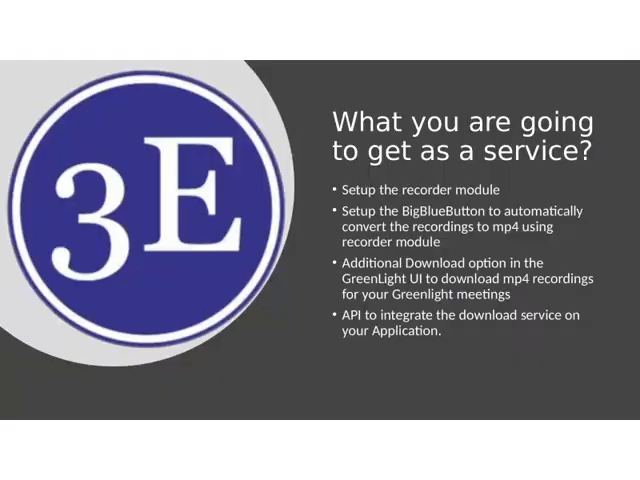 3E
What you are going
to get as a service?
• Setup the recorder module
• Setup the BigBlueButton to automatically
convert the recordings to mp4 using
recorder module
• Additional Download option in the
GreenLight UI to download mp4 recordings
for your Greenlight meetings
• API to integrate the download service on
your Application.